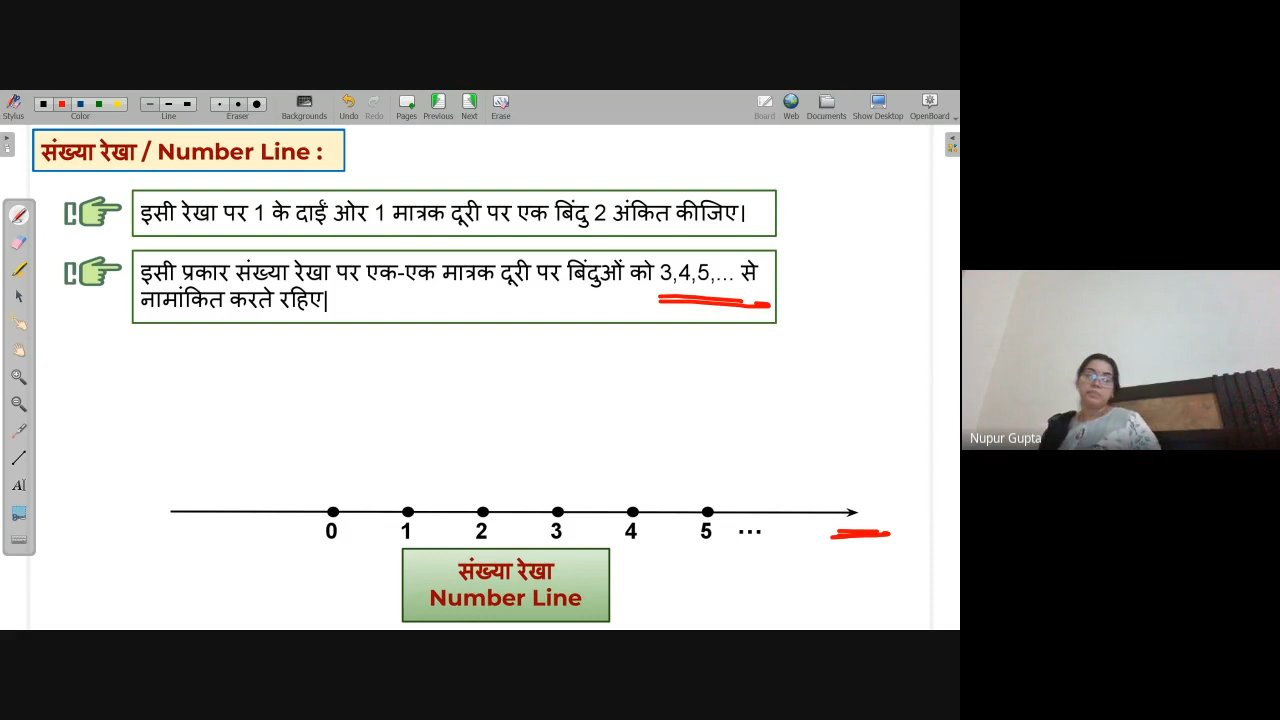 Stylus
Color
Line
Eraser
Backgrounds
Undo
Redo
Pages
Previous
Next
Erase
Board
Web
Documents
Show Desktop
OpenBoard
संख्या रेखा / Number Line :
इसी रेखा पर 1 के दाईं ओर 1 मात्रक दूरी पर एक बिंदु 2 अंकित कीजिए।
इसी प्रकार संख्या रेखा पर एक-एक मात्रक दूरी पर बिंदुओं को 3,4,5,... से
नामांकित करते रहिए|
Nupur Gupta
0 1 2 3 4 5 ...
संख्या रेखा
Number Line